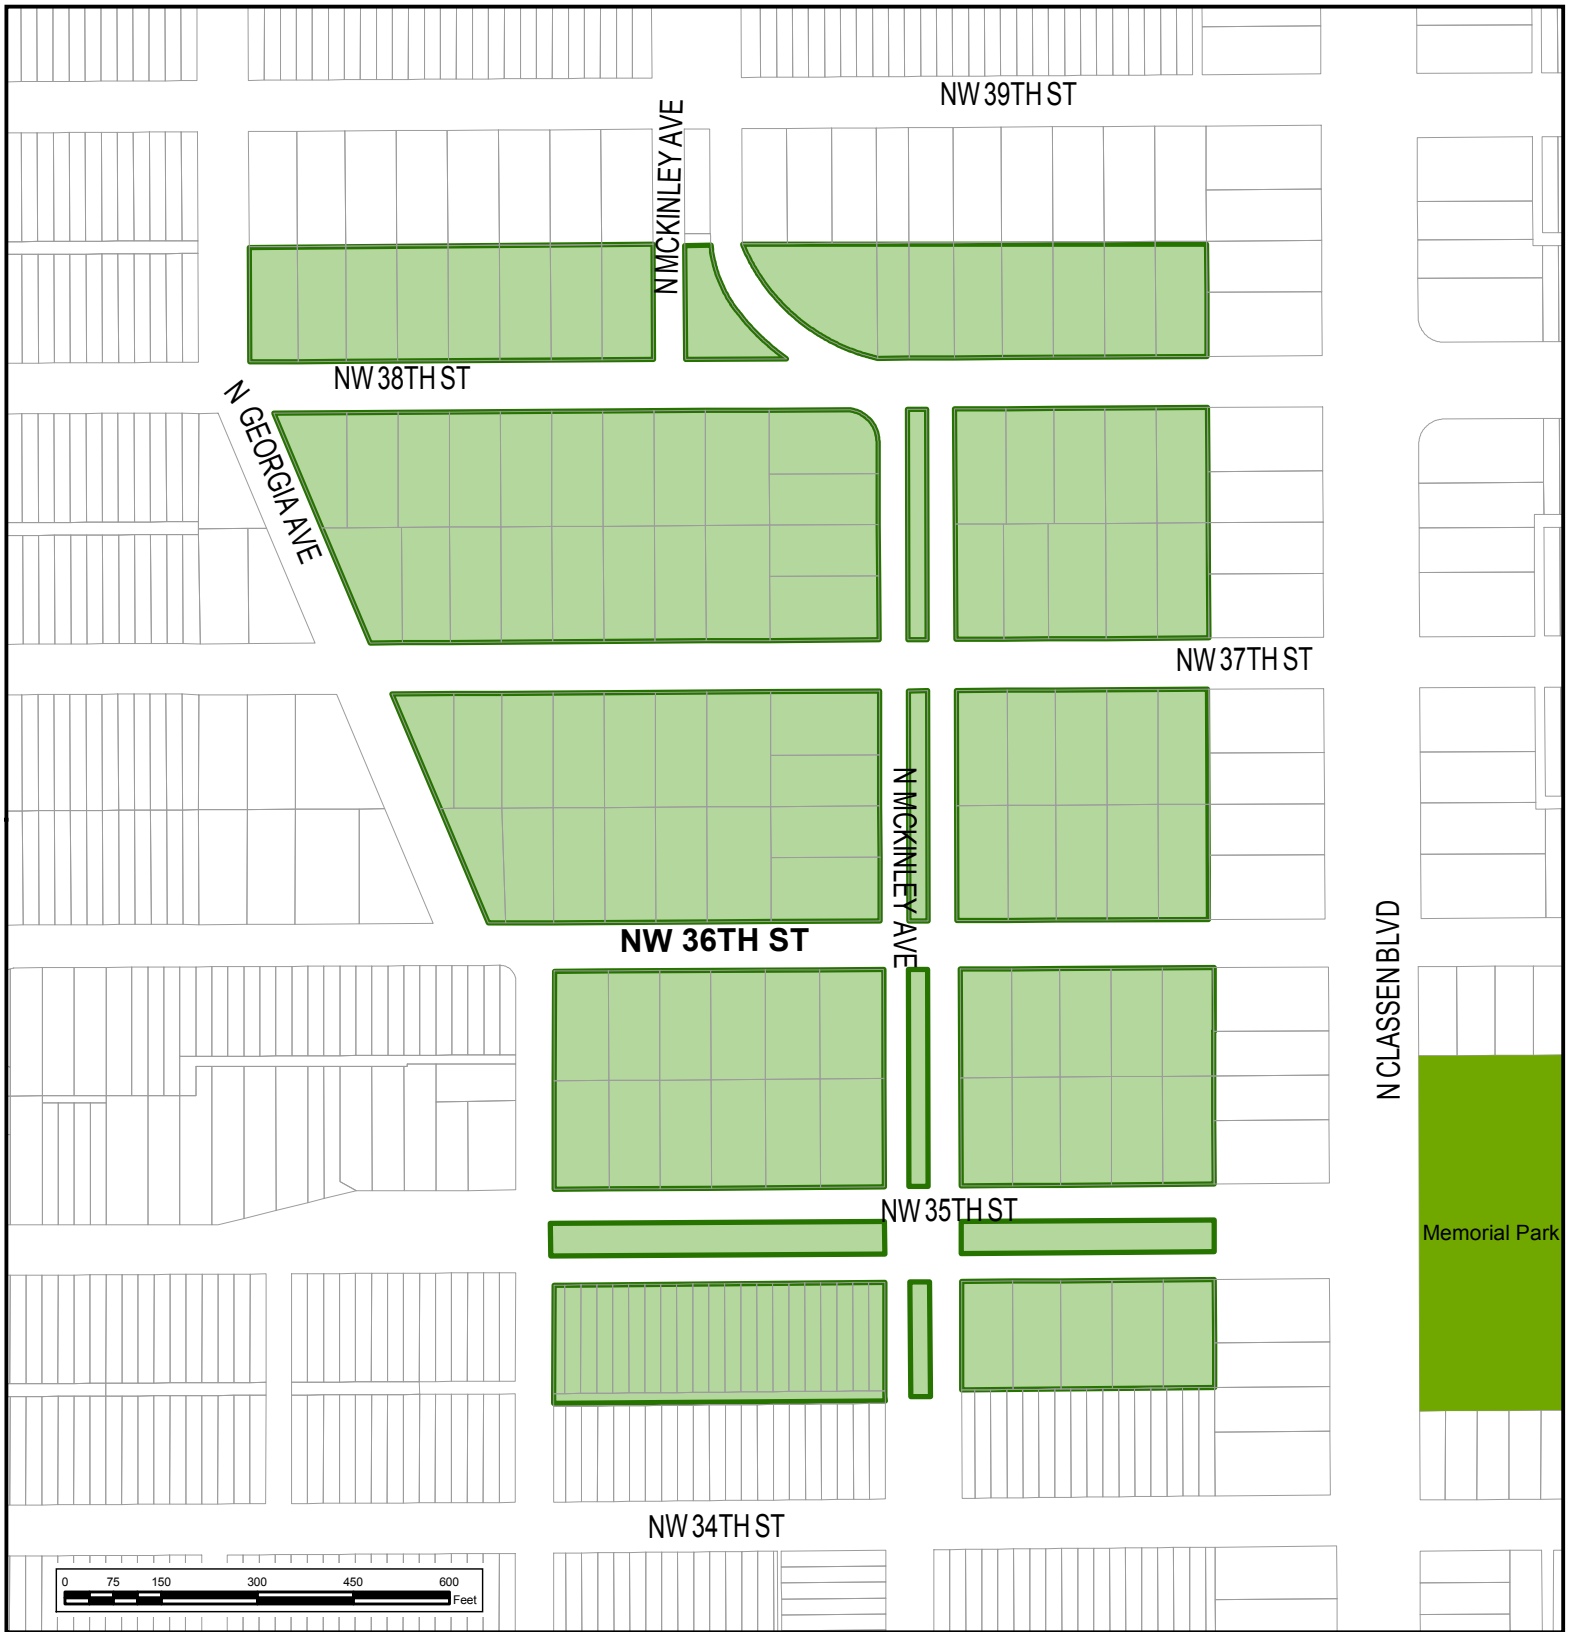 NW 39TH ST
N MCKINLEY AVE
NW 38TH ST
N GEORGIA AVE
NW 37TH ST
N MCKINLEY AVE
NW 36TH ST
N CLASSEN BLVD
NW 35TH ST
Memorial Park
NW 34TH ST
0 75 150 300 450 600
Feet